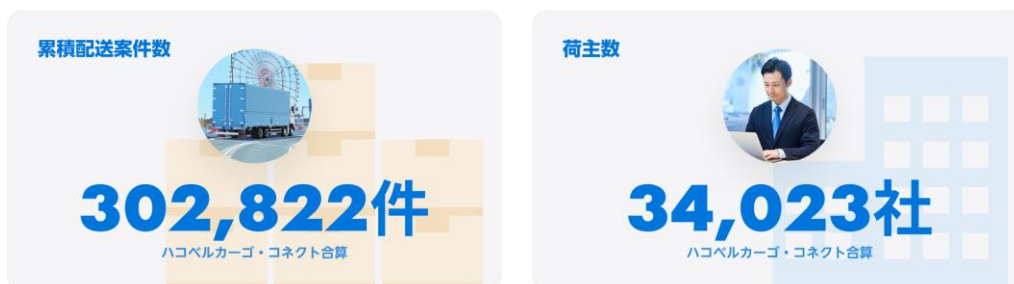 累積配送案件数
302,822件
ハコベルカーゴ・コネクト合算
荷主数
34,023社
ハコベルカーゴ・コネクト合算